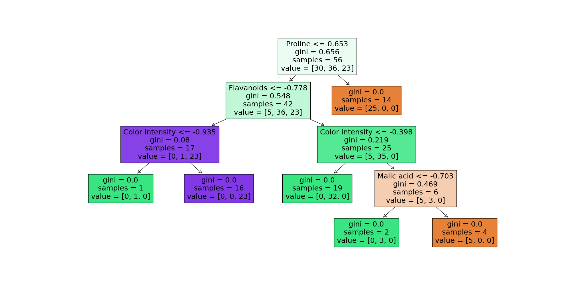 Proline <= 0.653
gini = 0.656
samples = 56
value = [30, 36, 23]
Flavanoids <= -0.778
gini = 0.548
samples = 42
value = [5, 36, 23]
gini = 0.0
samples = 14
value = [25, 0, 0]
Color intensity <= -0.935
gini = 0.08
samples = 17
value = [0, 1, 23]
Color intensity <= -0.398
gini = 0.219
samples = 25
value = [5, 35, 0]
gini = 0.0
samples = 1
value = [0, 1, 0]
gini = 0.0
samples = 16
value = [0, 0, 23]
gini = 0.0
samples = 19
value = [0, 32, 0]
Malic acid <= -0.703
gini = 0.469
samples = 6
value = [5, 3, 0]
gini = 0.0
samples = 2
value = [0, 3, 0]
gini = 0.0
samples = 4
value = [5, 0, 0]